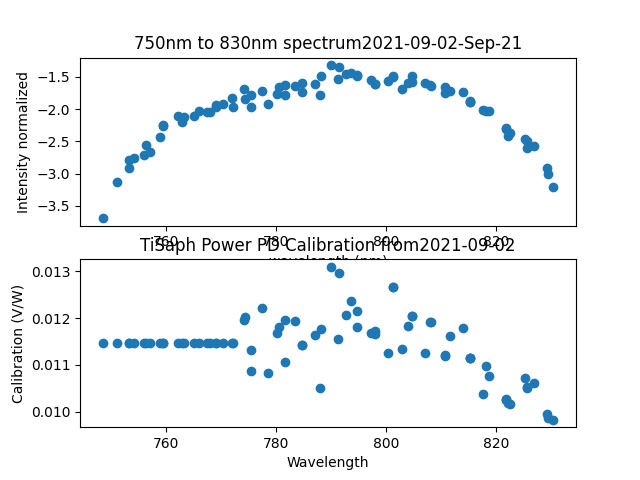 750nm to 830nm spectrum2021-09-02-Sep-21
Intensity normalized
−1.5
−2.0
−2.5
−3.0
−3.5
760
780
800
820
wavelength (nm)
TiSaph Power PD Calibration from2021-09-02
Calibration (V/W)
0.013
0.012
0.011
0.010
760
780
800
820
Wavelength